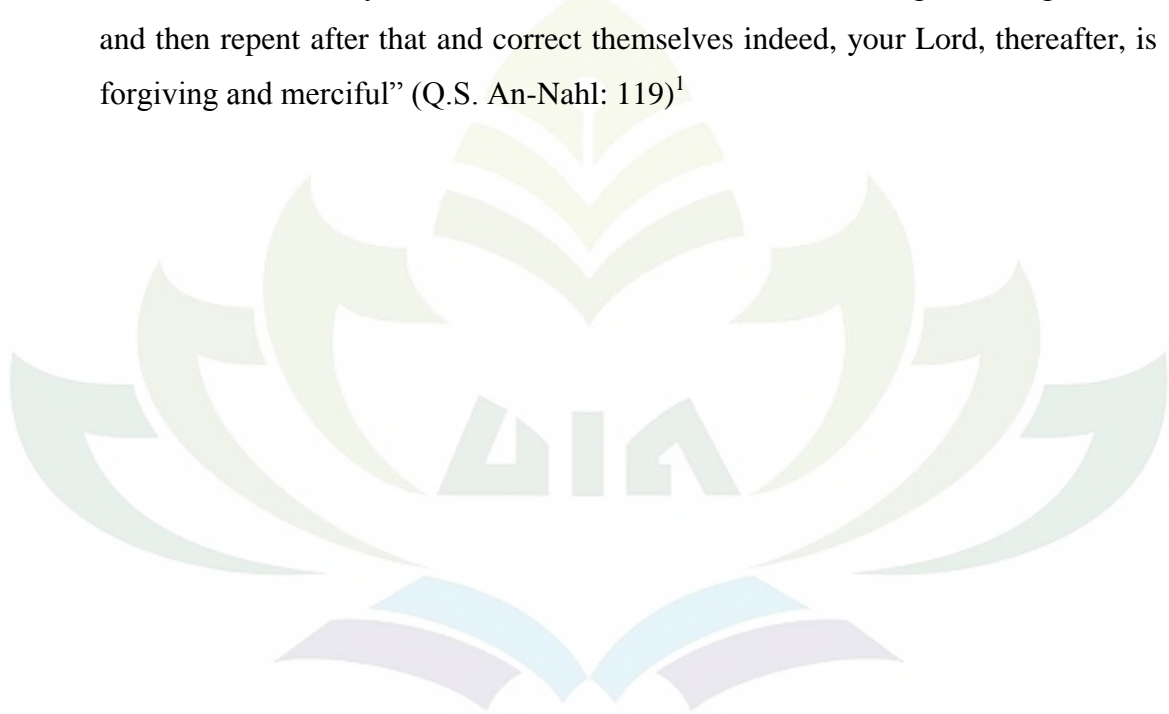 and then repent after that and correct themselves indeed, your Lord, thereafter, is
forgiving and merciful” (Q.S. An-Nahl: 119)¹